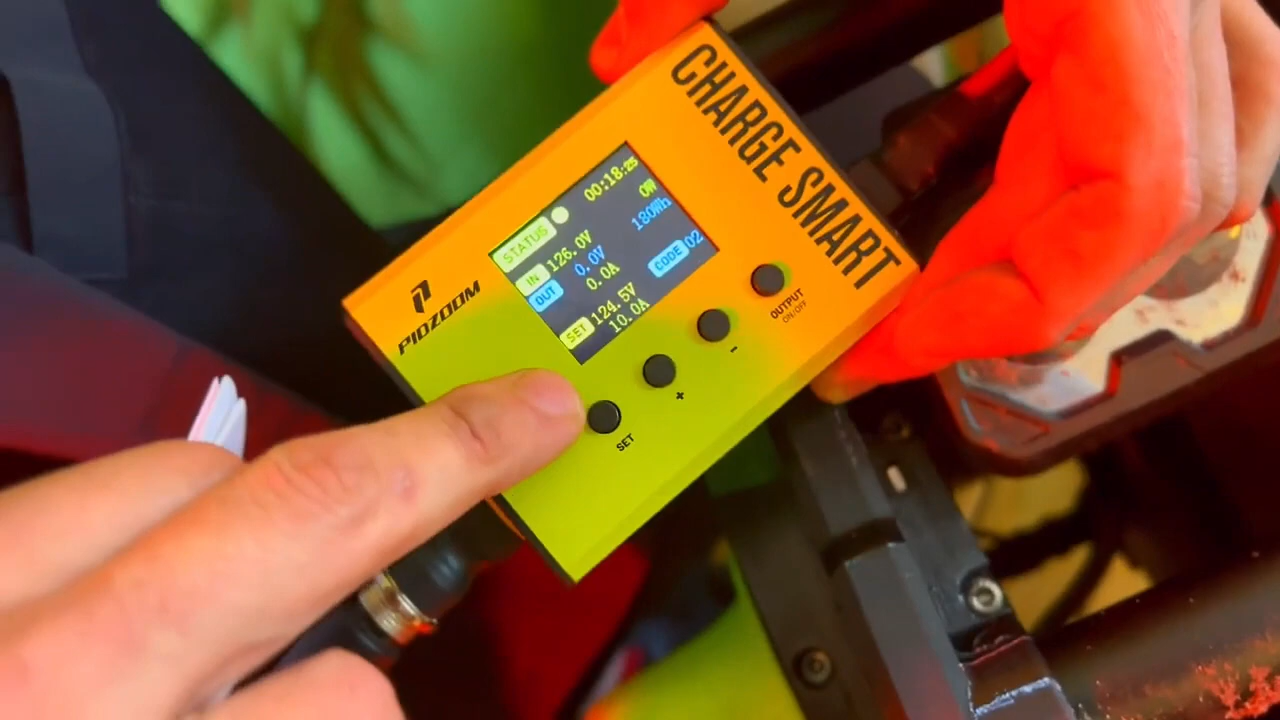 CHARGE SMART
PIOZOOM
00:18:25
STATUS
0W
IN 126.0V
180Wh
OUT 0.0V
0.0A
CODE 02
SET 124.5V
10.0A
OUTPUT
ON/OFF
-
+
SET